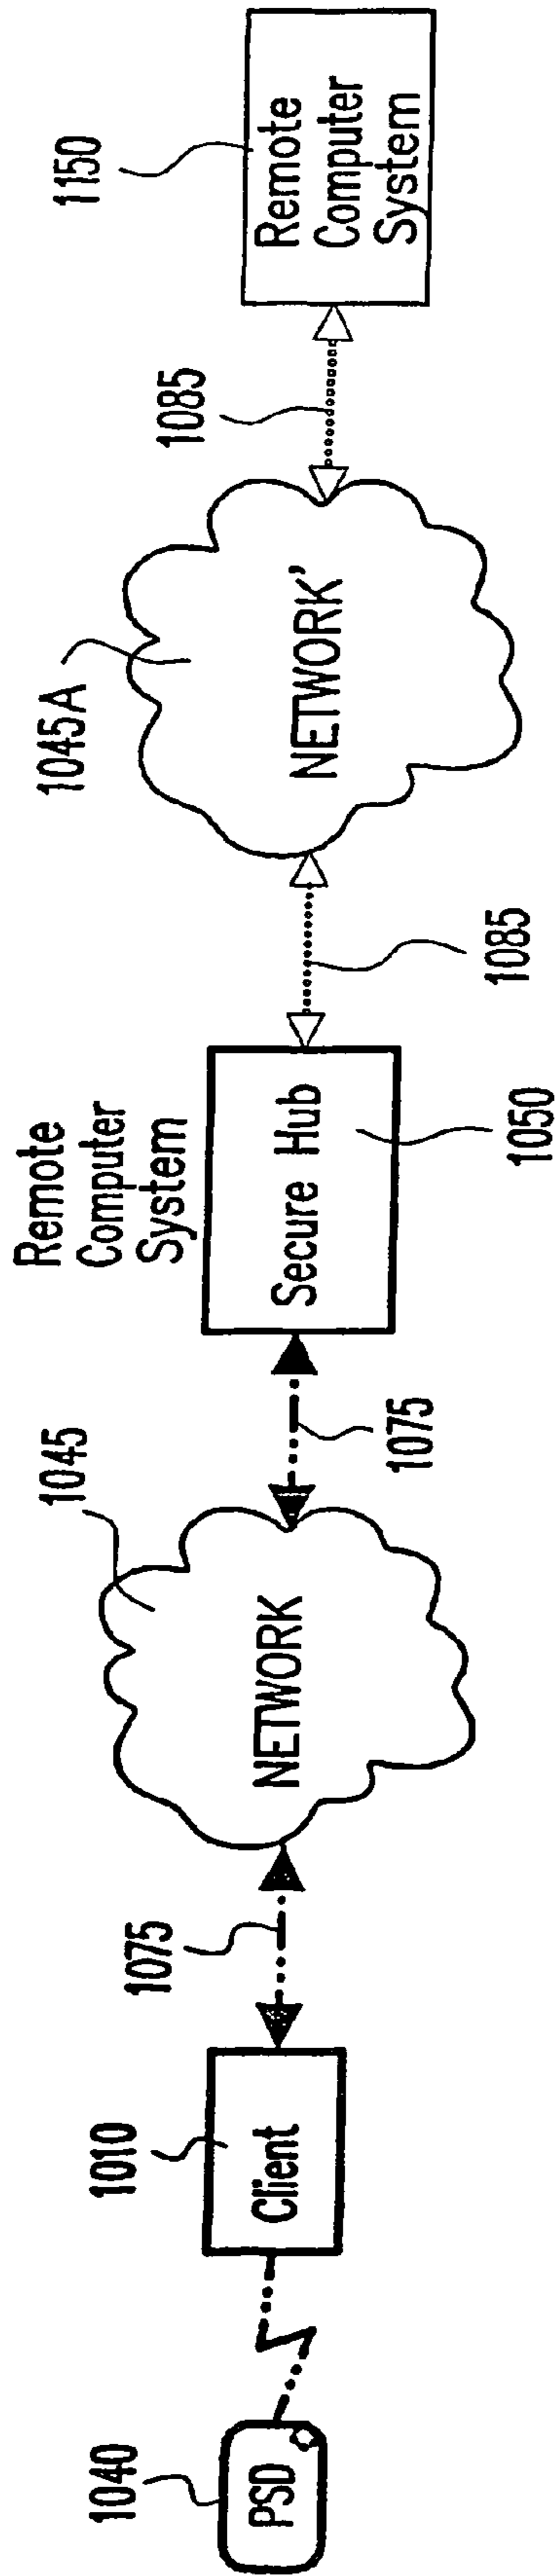 1040
PSD
1010
Client
1075
1045
NETWORK
1075
Remote
Computer
System
Secure Hub
1050
1085
1045A
NETWORK'
1085
1150
Remote
Computer
System